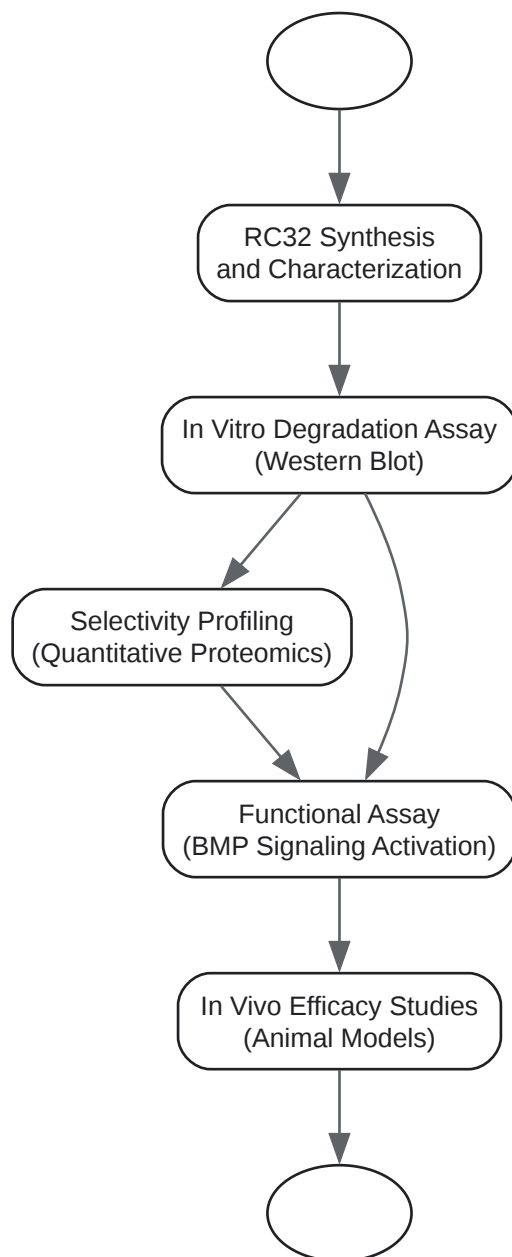 RC32 Synthesis
and Characterization
In Vitro Degradation Assay
(Western Blot)
Selectivity Profiling
(Quantitative Proteomics)
Functional Assay
(BMP Signaling Activation)
In Vivo Efficacy Studies
(Animal Models)